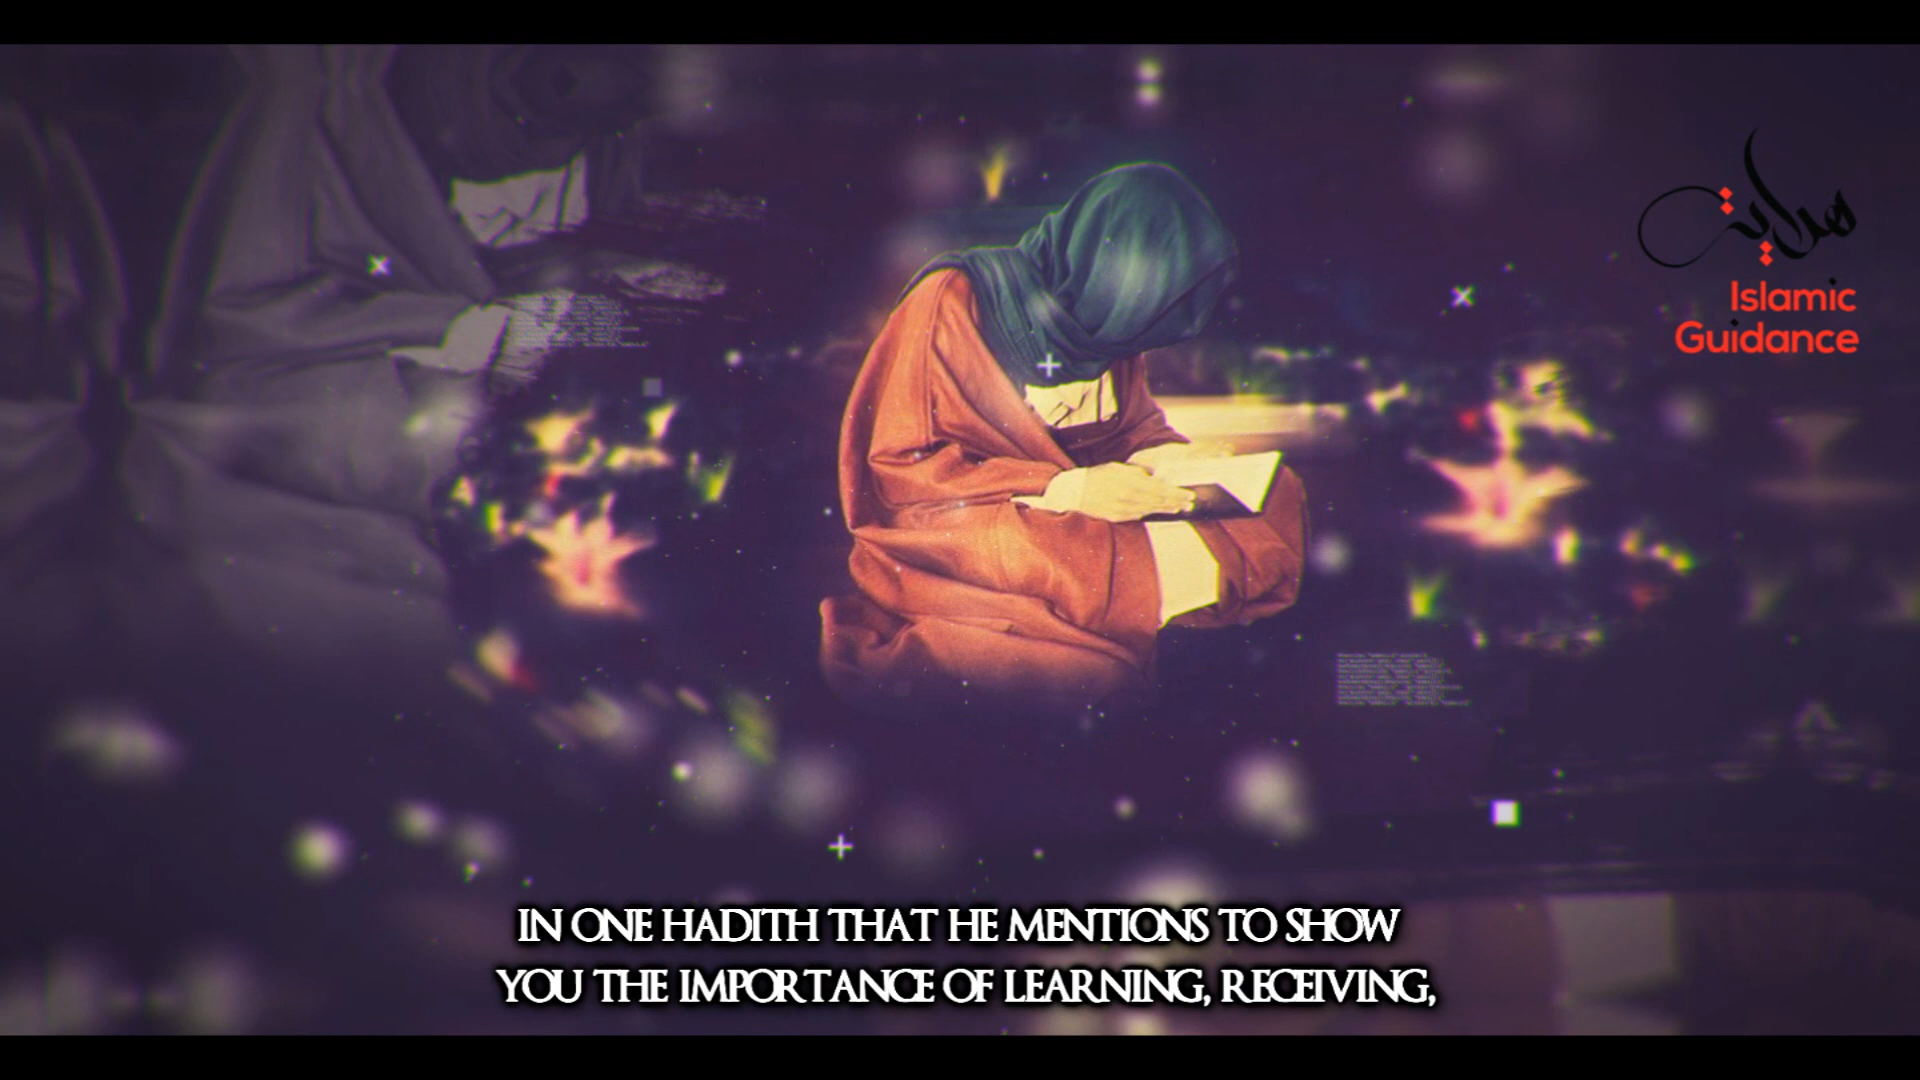 هداية
Islamic
Guidance
IN ONE HADITH THAT HE MENTIONS TO SHOW
YOU THE IMPORTANCE OF LEARNING, RECEIVING,